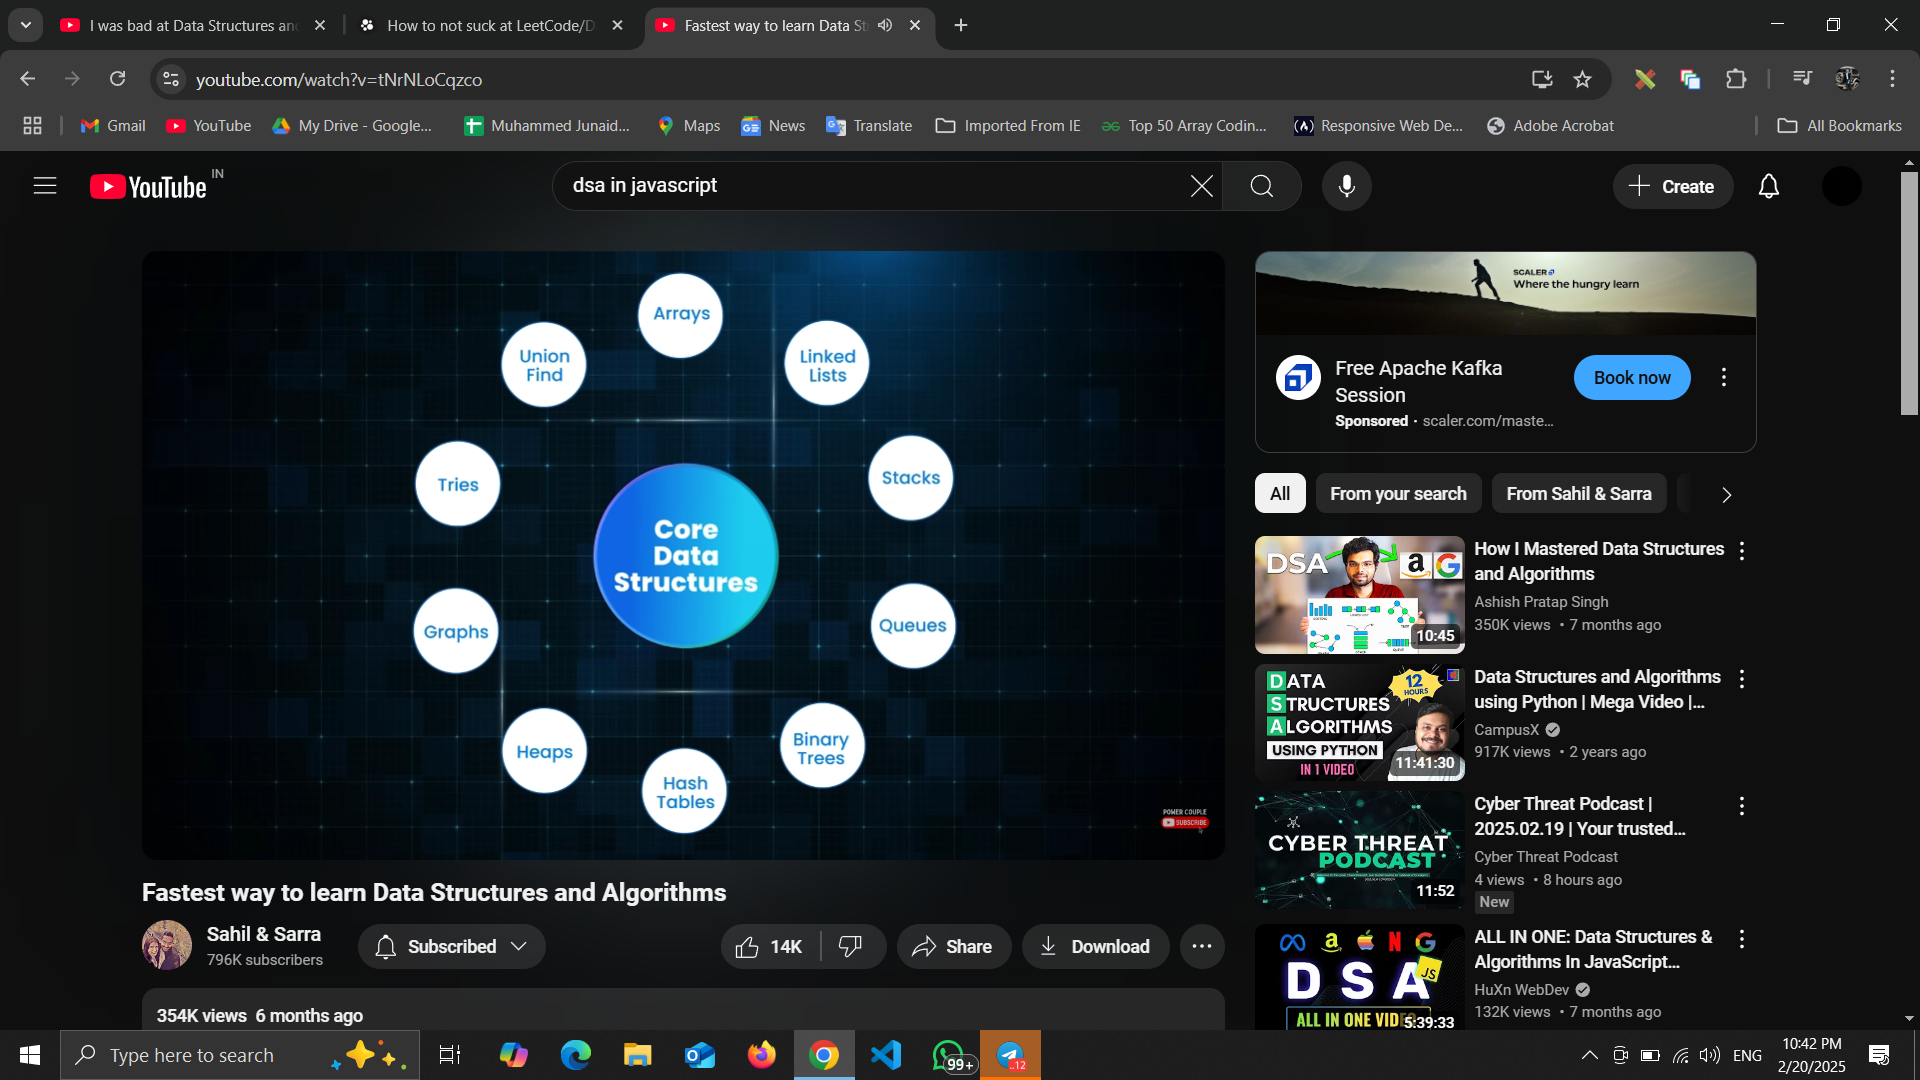 I was bad at Data Structures an
How to not suck at LeetCode/D
Fastest way to learn Data St
youtube.com/watch?v=tNrNLoCqzco
Gmail
YouTube
My Drive - Google...
Muhammed Junaid...
Maps
News
Translate
Imported From IE
Top 50 Array Codin...
Responsive Web De...
Adobe Acrobat
All Bookmarks
YouTube IN
dsa in javascript
Create
Arrays
Union
Find
Linked
Lists
Tries
Stacks
Core
Data
Structures
Graphs
Queues
Heaps
Binary
Trees
Hash
Tables
POWER COUPLE
SUBSCRIBE
SCALER
Where the hungry learn
Free Apache Kafka
Session
Sponsored · scaler.com/maste...
Book now
All
From your search
From Sahil & Sarra
DSA
10:45
How I Mastered Data Structures
and Algorithms
Ashish Pratap Singh
350K views • 7 months ago
DATA
STRUCTURES
ALGORITHMS
USING PYTHON
IN 1 VIDEO
12
HOURS
11:41:30
Data Structures and Algorithms
using Python | Mega Video |...
CampusX
917K views • 2 years ago
CYBER THREAT
PODCAST
11:52
Cyber Threat Podcast |
2025.02.19 | Your trusted...
Cyber Threat Podcast
4 views • 8 hours ago
New
DSA
JS
ALL IN ONE VIDEO
5:39:33
ALL IN ONE: Data Structures &
Algorithms In JavaScript...
HuXn WebDev
132K views • 7 months ago
Fastest way to learn Data Structures and Algorithms
Sahil & Sarra
796K subscribers
Subscribed
14K
Share
Download
354K views 6 months ago
Type here to search
99+
..12
ENG
10:42 PM
2/20/2025